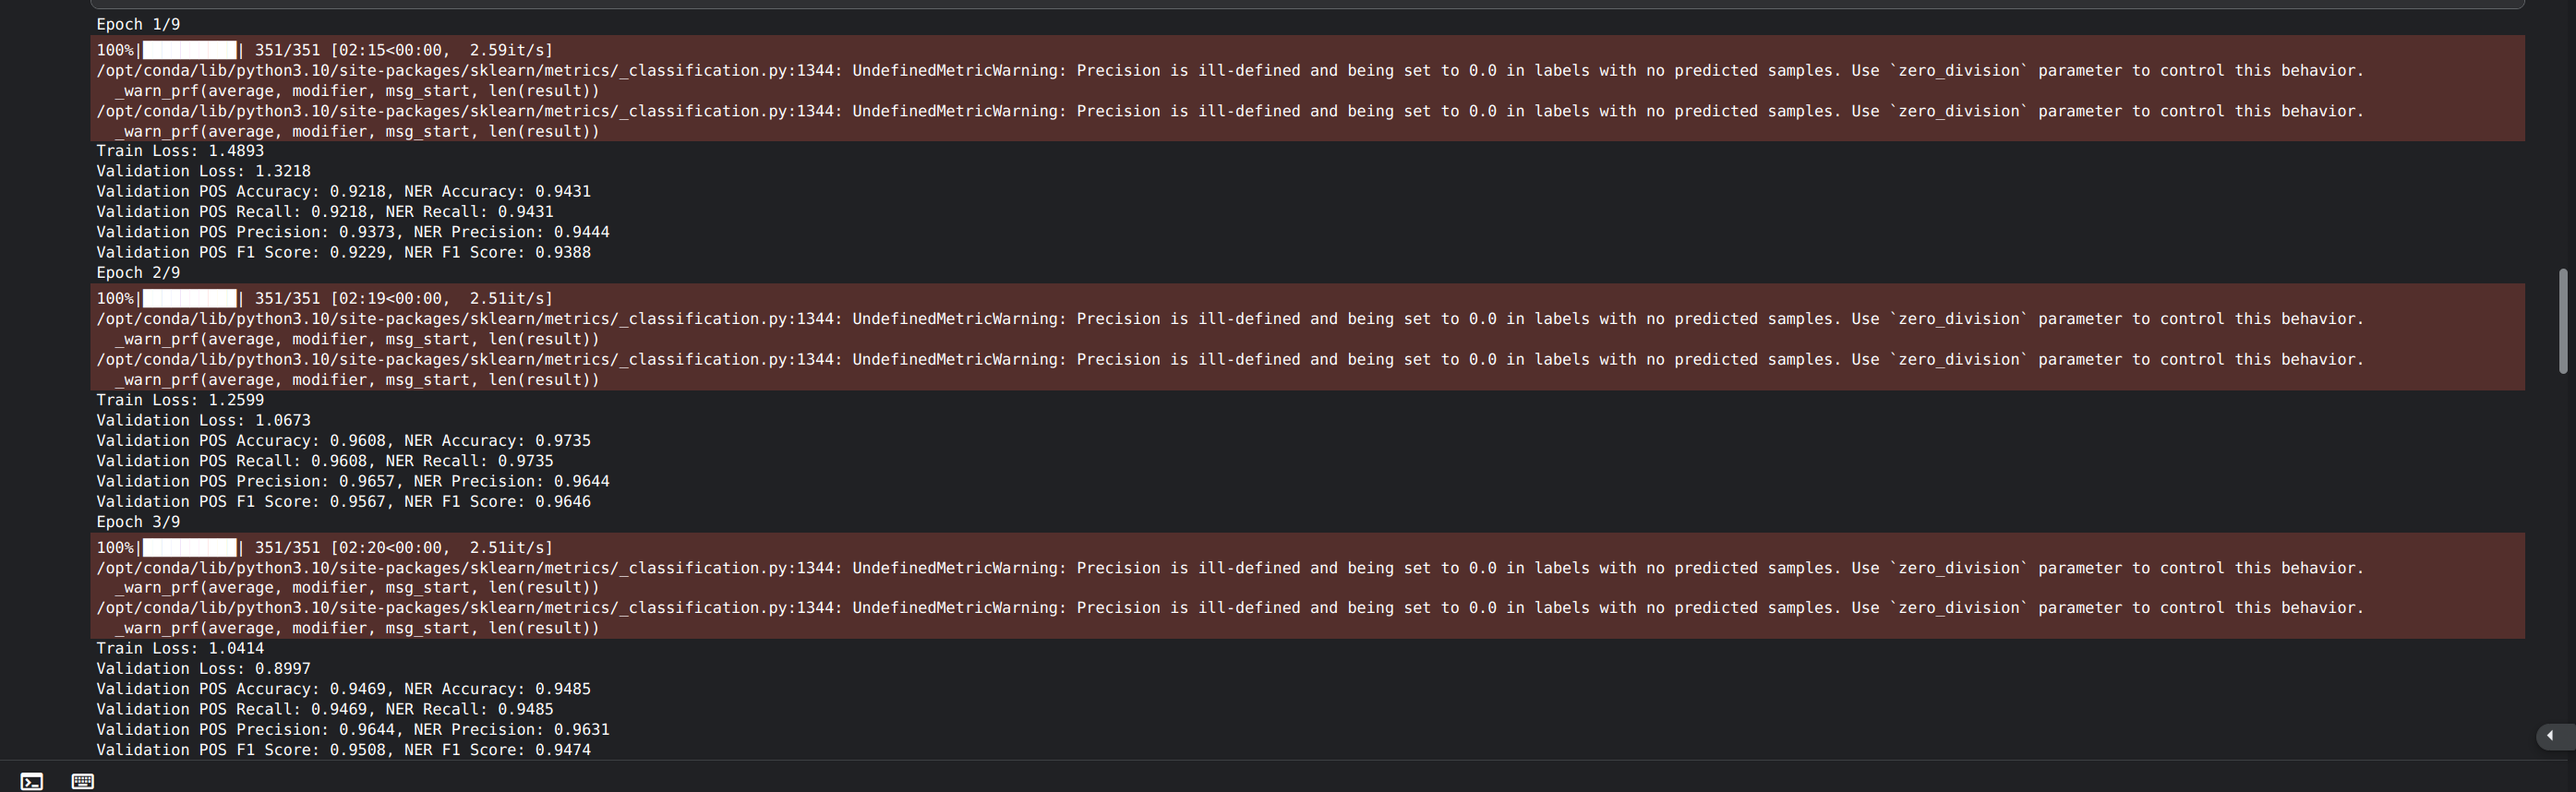 Epoch 1/9
100%|██████████| 351/351 [02:15<00:00,  2.59it/s]
/opt/conda/lib/python3.10/site-packages/sklearn/metrics/_classification.py:1344: UndefinedMetricWarning: Precision is ill-defined and being set to 0.0 in labels with no predicted samples. Use `zero_division` parameter to control this behavior.
  _warn_prf(average, modifier, msg_start, len(result))
/opt/conda/lib/python3.10/site-packages/sklearn/metrics/_classification.py:1344: UndefinedMetricWarning: Precision is ill-defined and being set to 0.0 in labels with no predicted samples. Use `zero_division` parameter to control this behavior.
  _warn_prf(average, modifier, msg_start, len(result))
Train Loss: 1.4893
Validation Loss: 1.3218
Validation POS Accuracy: 0.9218, NER Accuracy: 0.9431
Validation POS Recall: 0.9218, NER Recall: 0.9431
Validation POS Precision: 0.9373, NER Precision: 0.9444
Validation POS F1 Score: 0.9229, NER F1 Score: 0.9388
Epoch 2/9
100%|██████████| 351/351 [02:19<00:00,  2.51it/s]
/opt/conda/lib/python3.10/site-packages/sklearn/metrics/_classification.py:1344: UndefinedMetricWarning: Precision is ill-defined and being set to 0.0 in labels with no predicted samples. Use `zero_division` parameter to control this behavior.
  _warn_prf(average, modifier, msg_start, len(result))
/opt/conda/lib/python3.10/site-packages/sklearn/metrics/_classification.py:1344: UndefinedMetricWarning: Precision is ill-defined and being set to 0.0 in labels with no predicted samples. Use `zero_division` parameter to control this behavior.
  _warn_prf(average, modifier, msg_start, len(result))
Train Loss: 1.2599
Validation Loss: 1.0673
Validation POS Accuracy: 0.9608, NER Accuracy: 0.9735
Validation POS Recall: 0.9608, NER Recall: 0.9735
Validation POS Precision: 0.9657, NER Precision: 0.9644
Validation POS F1 Score: 0.9567, NER F1 Score: 0.9646
Epoch 3/9
100%|██████████| 351/351 [02:20<00:00,  2.51it/s]
/opt/conda/lib/python3.10/site-packages/sklearn/metrics/_classification.py:1344: UndefinedMetricWarning: Precision is ill-defined and being set to 0.0 in labels with no predicted samples. Use `zero_division` parameter to control this behavior.
  _warn_prf(average, modifier, msg_start, len(result))
/opt/conda/lib/python3.10/site-packages/sklearn/metrics/_classification.py:1344: UndefinedMetricWarning: Precision is ill-defined and being set to 0.0 in labels with no predicted samples. Use `zero_division` parameter to control this behavior.
  _warn_prf(average, modifier, msg_start, len(result))
Train Loss: 1.0414
Validation Loss: 0.8997
Validation POS Accuracy: 0.9469, NER Accuracy: 0.9485
Validation POS Recall: 0.9469, NER Recall: 0.9485
Validation POS Precision: 0.9644, NER Precision: 0.9631
Validation POS F1 Score: 0.9508, NER F1 Score: 0.9474